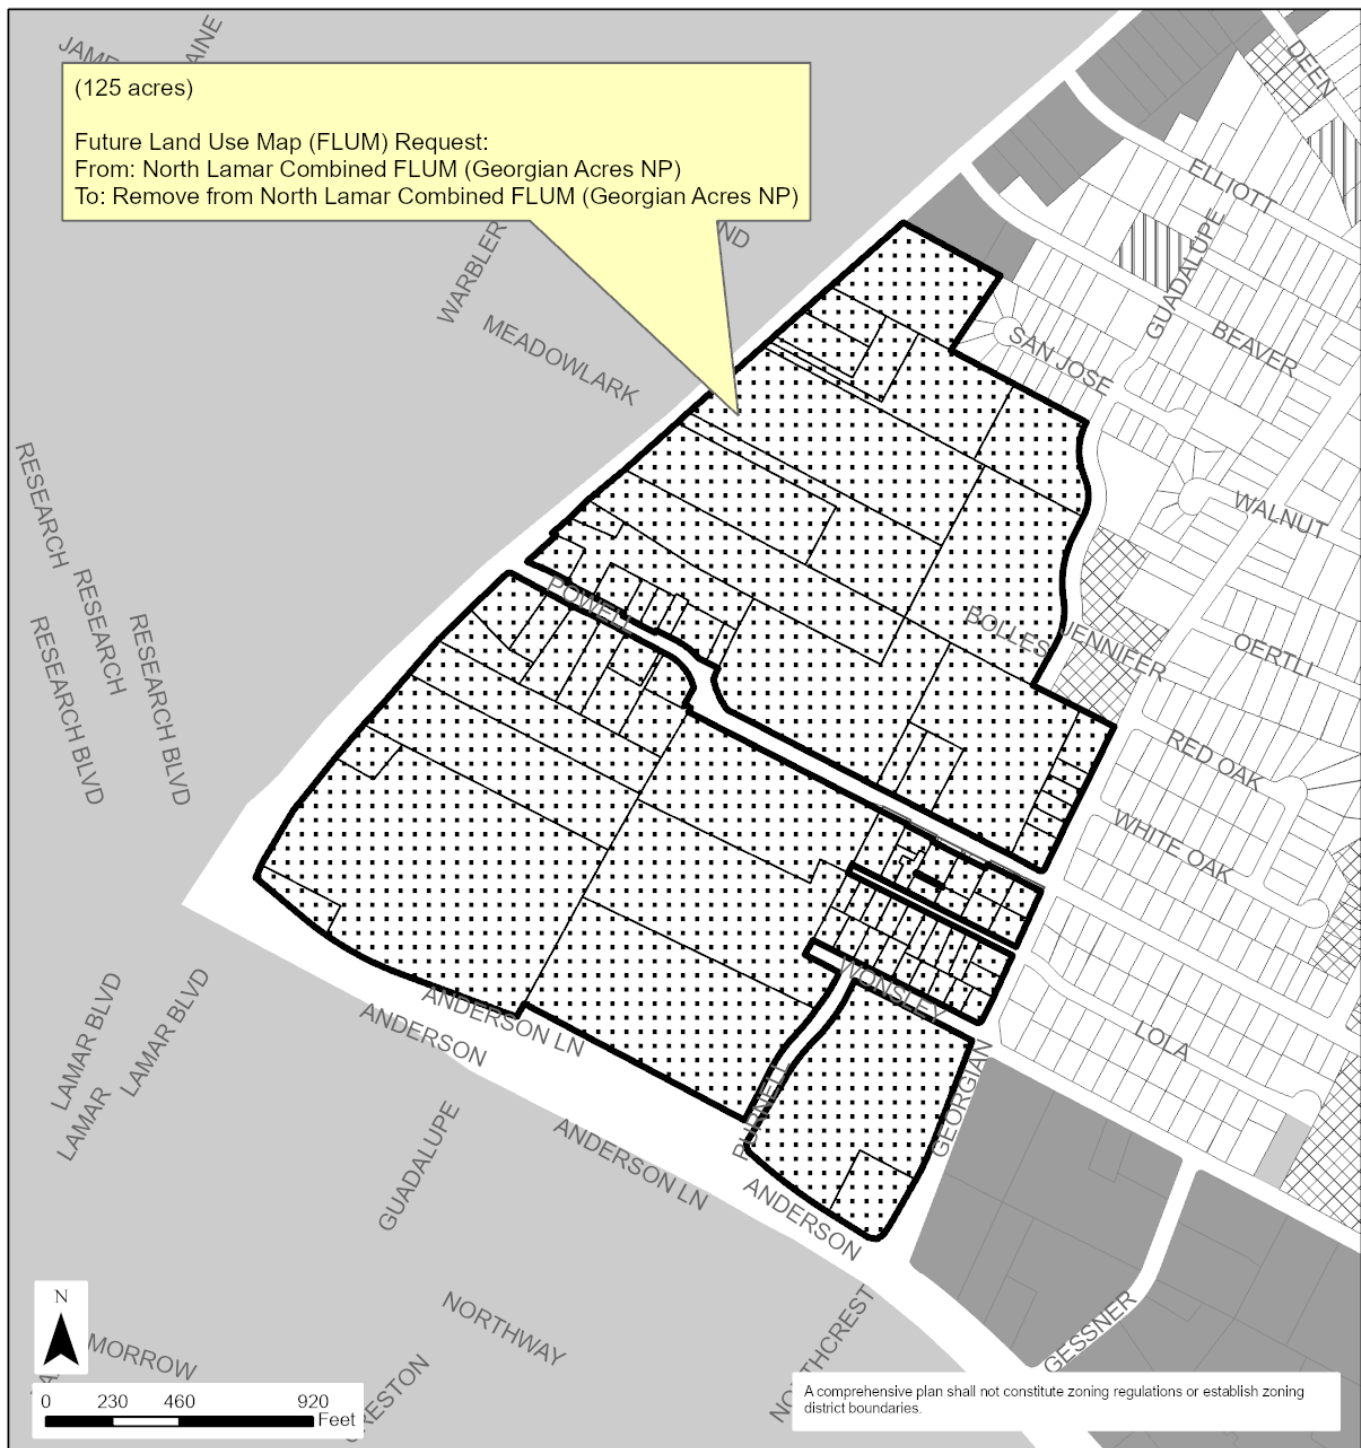 (125 acres)
Future Land Use Map (FLUM) Request:
From: North Lamar Combined FLUM (Georgian Acres NP)
To: Remove from North Lamar Combined FLUM (Georgian Acres NP)
DEEN
ELLIOTT
GUADALUPE
BEAVER
SAN JOSE
WARBLER
MEADOWLARK
WALNUT
RESEARCH
RESEARCH
RESEARCH BLVD
RESEARCH BLVD
POWELL
BOLLES
JENNIFER
OERTLI
RED OAK
WHITE OAK
WONSLEY
LOLA
LAMAR BLVD
LAMAR BLVD
LAMAR
ANDERSON LN
ANDERSON
GEORGIAN
PURNELL
GUADALUPE
ANDERSON LN
ANDERSON
GESSNER
NORTHWAY
N
MORROW
0 230 460 920
Feet
A comprehensive plan shall not constitute zoning regulations or establish zoning
district boundaries.